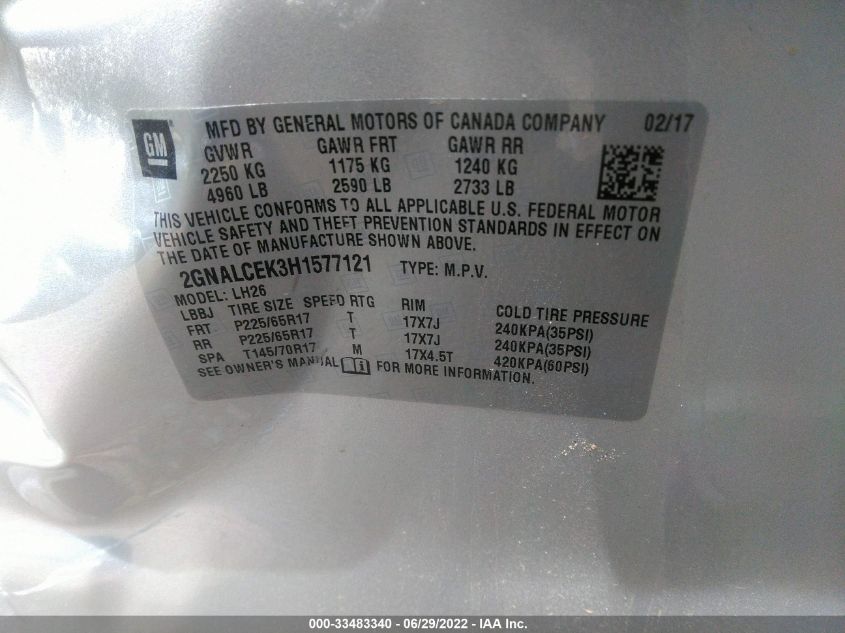 GM
MFD BY GENERAL MOTORS OF CANADA COMPANY 02/17
GVWR GAWR FRT GAWR RR
2250 KG 1175 KG 1240 KG
4960 LB 2590 LB 2733 LB
THIS VEHICLE CONFORMS TO ALL APPLICABLE U.S. FEDERAL MOTOR
VEHICLE SAFETY AND THEFT PREVENTION STANDARDS IN EFFECT ON
THE DATE OF MANUFACTURE SHOWN ABOVE.
2GNALCEK3H1577121 TYPE: M.P.V.
MODEL: LH26
LBBJ TIRE SIZE SPEED RTG RIM COLD TIRE PRESSURE
FRT P225/65R17 T 17X7J 240KPA(35PSI)
RR P225/65R17 T 17X7J 240KPA(35PSI)
SPA T145/70R17 M 17X4.5T 420KPA(60PSI)
SEE OWNER'S MANUAL FOR MORE INFORMATION.
000-33483340 - 06/29/2022 - IAA Inc.